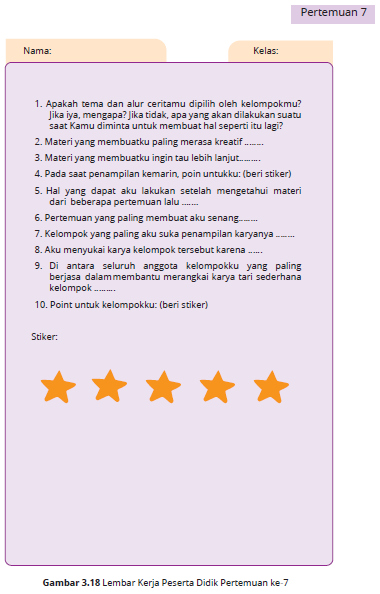 Pertemuan 7
Nama:
Kelas:
1. Apakah tema dan alur ceritamu dipilih oleh kelompokmu?
Jika iya, mengapa? Jika tidak, apa yang akan dilakukan suatu
saat Kamu diminta untuk membuat hal seperti itu lagi?
2. Materi yang membuatku paling merasa kreatif ........
3. Materi yang membuatku ingin tau lebih lanjut.........
4. Pada saat penampilan kemarin, poin untukku: (beri stiker)
5. Hal yang dapat aku lakukan setelah mengetahui materi
dari beberapa pertemuan lalu .......
6. Pertemuan yang paling membuat aku senang........
7. Kelompok yang paling aku suka penampilan karyanya ........
8. Aku menyukai karya kelompok tersebut karena ......
9. Di antara seluruh anggota kelompokku yang paling
berjasa dalam membantu merangkai karya tari sederhana
kelompok .........
10. Point untuk kelompokku: (beri stiker)
Stiker:
Gambar 3.18 Lembar Kerja Peserta Didik Pertemuan ke-7